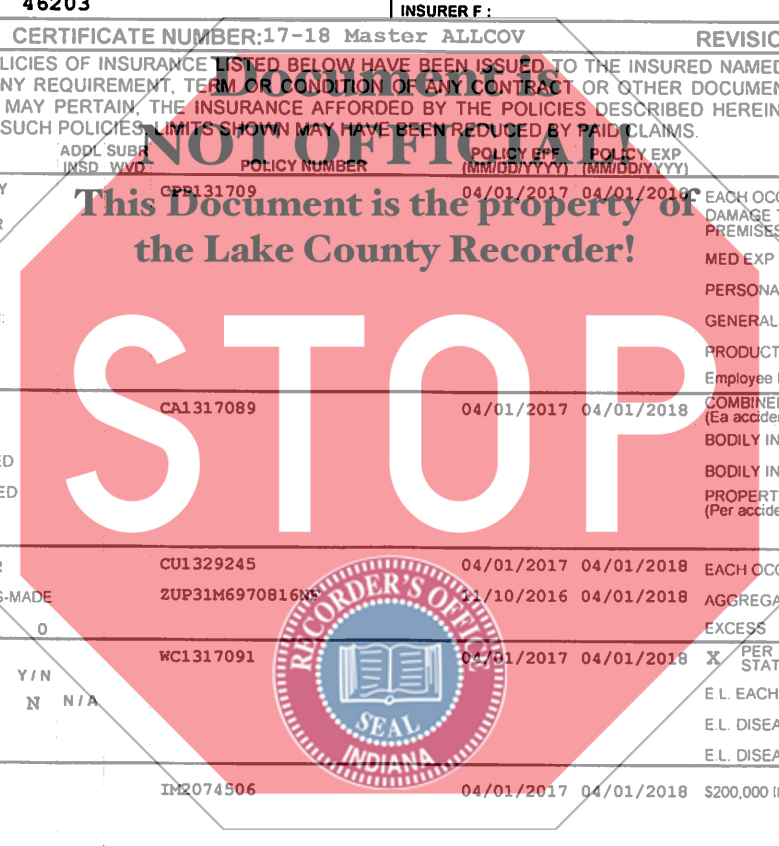 46203
INSURER F :
CERTIFICATE NUMBER:17-18 Master ALLCOV
REVISIO
LICIES OF INSURANCE LISTED BELOW HAVE BEEN ISSUED TO THE INSURED NAMED
NY REQUIREMENT, TERM OR CONDITION OF ANY CONTRACT OR OTHER DOCUMEN
MAY PERTAIN, THE INSURANCE AFFORDED BY THE POLICIES DESCRIBED HEREIN
SUCH POLICIES. LIMITS SHOWN MAY HAVE BEEN REDUCED BY PAID CLAIMS.
Document is
NOT OFFICIAL!
This Document is the property of
the Lake County Recorder!
STOP
ADDL SUBR
INSD WVD
POLICY NUMBER
POLICY EFF
(MM/DD/YYYY)
POLICY EXP
(MM/DD/YYYY)
04/01/2017 04/01/2018
EACH OCC
DAMAGE T
PREMISES
MED EXP
PERSONA
GENERAL
PRODUCT
Employee
CA1317089 04/01/2017 04/01/2018
COMBINED
(Ea accider
BODILY IN
BODILY IN
PROPERT
(Per accide
ED
ED
CU1329245 04/01/2017 04/01/2018 EACH OCC
S-MADE 11/10/2016 04/01/2018 AGGREGA
0 EXCESS
WC1317091 04/01/2017 04/01/2018 X PER
STAT
Y / N
N N / A
E.L. EACH
E.L. DISEA
E.L. DISEA
IM2074506 04/01/2017 04/01/2018 $200,000
RECORDER'S OFFICE
SEAL
INDIANA